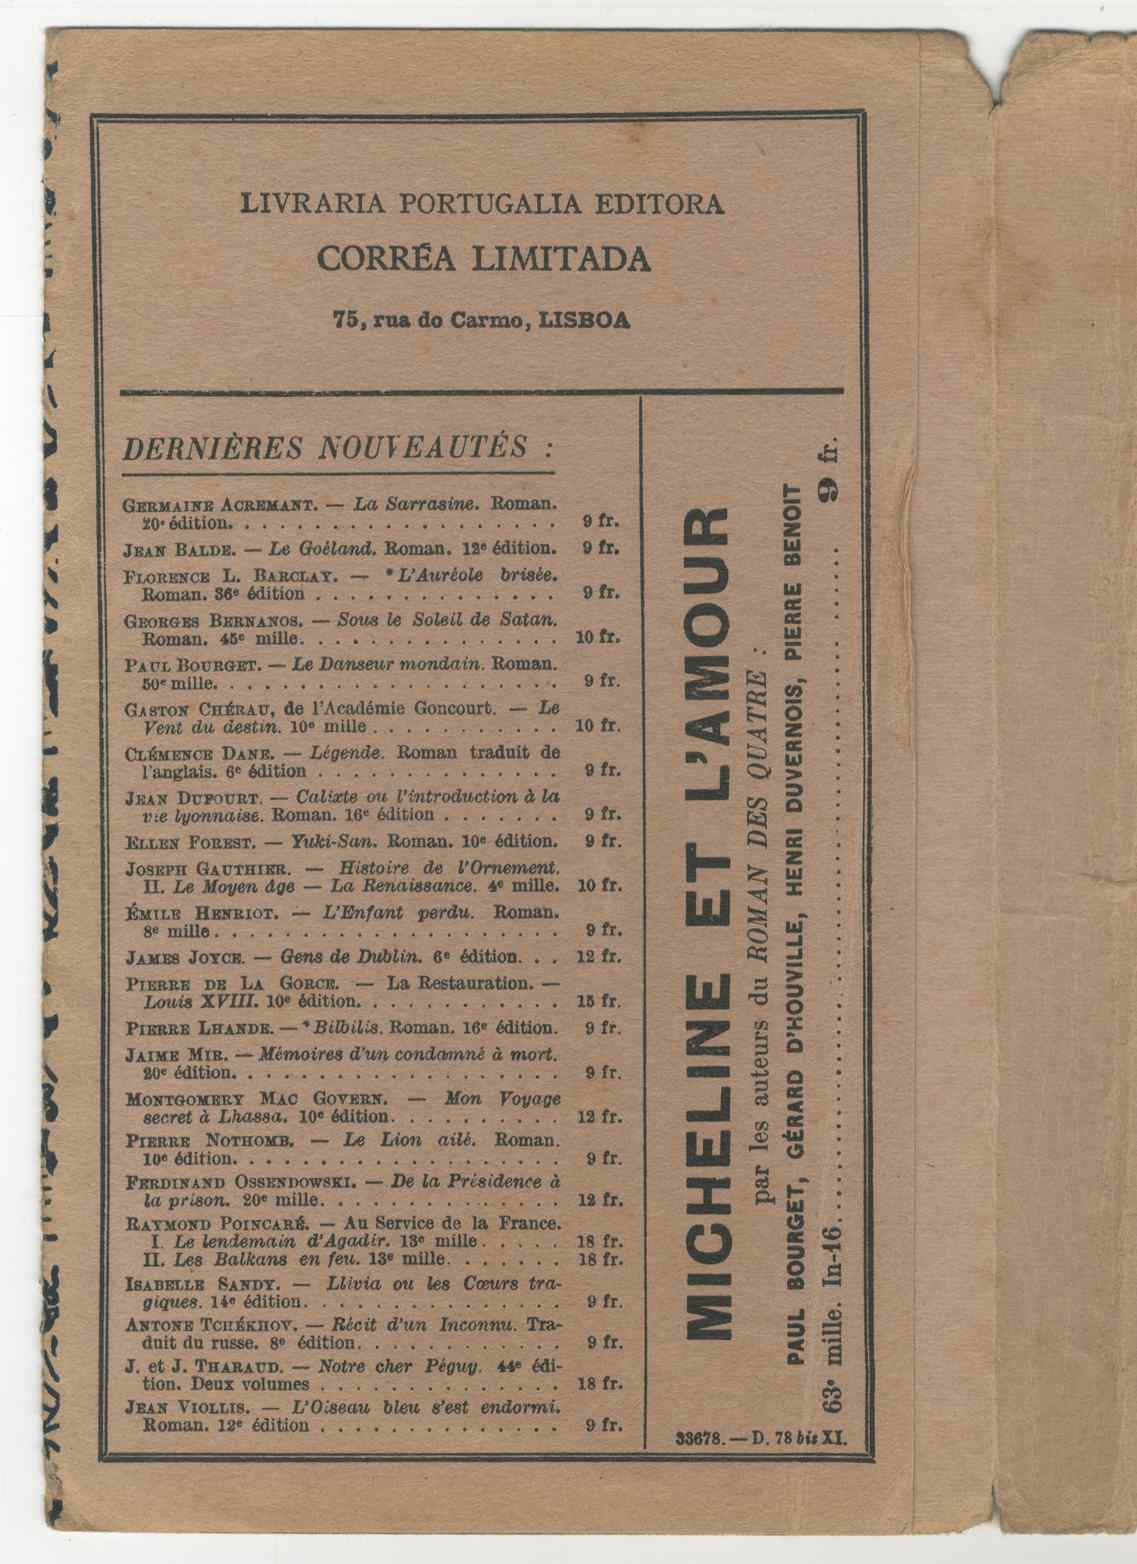 LIVRARIA PORTUGALIA EDITORA
CORRÉA LIMITADA
75, rua do Carmo, LISBOA
DERNIÈRES NOUVEAUTÉS :
GERMAINE ACREMANT. — La Sarrasine. Roman.
20e édition. . . . . . . . . . . . . . . . . . . . 9 fr.
JEAN BALDE. — Le Goéland. Roman. 12e édition. 9 fr.
FLORENCE L. BARCLAY. — *L'Auréole brisée.
Roman. 36e édition . . . . . . . . . . . . . . . 9 fr.
GEORGES BERNANOS. — Sous le Soleil de Satan.
Roman. 45e mille. . . . . . . . . . . . . . . . 10 fr.
PAUL BOURGET. — Le Danseur mondain. Roman.
50e mille. . . . . . . . . . . . . . . . . . . . . 9 fr.
GASTON CHÉRAU, de l'Académie Goncourt. — Le
Vent du destin. 10e mille . . . . . . . . . . . 10 fr.
CLÉMENCE DANE. — Légende. Roman traduit de
l'anglais. 6e édition . . . . . . . . . . . . . . . 9 fr.
JEAN DUFOURT. — Calixte ou l'introduction à la
vie lyonnaise. Roman. 16e édition . . . . . . . 9 fr.
ELLEN FOREST. — Yuki-San. Roman. 10e édition. 9 fr.
JOSEPH GAUTHIER. — Histoire de l'Ornement.
II. Le Moyen âge — La Renaissance. 4e mille. 10 fr.
ÉMILE HENRIOT. — L'Enfant perdu. Roman.
8e mille. . . . . . . . . . . . . . . . . . . . . 9 fr.
JAMES JOYCE. — Gens de Dublin. 6e édition. . . 12 fr.
PIERRE DE LA GORCE. — La Restauration. —
Louis XVIII. 10e édition. . . . . . . . . . . . 15 fr.
PIERRE LHANDE. — *Bilbilis. Roman. 16e édition. 9 fr.
JAIME MIR. — Mémoires d'un condamné à mort.
20e édition. . . . . . . . . . . . . . . . . . . . 9 fr.
MONTGOMERY MAC GOVERN. — Mon Voyage
secret à Lhassa. 10e édition. . . . . . . . . . 12 fr.
PIERRE NOTHOMB. — Le Lion ailé. Roman.
10e édition. . . . . . . . . . . . . . . . . . . . 9 fr.
FERDINAND OSSENDOWSKI. — De la Présidence à
la prison. 20e mille. . . . . . . . . . . . . . . 12 fr.
RAYMOND POINCARÉ. — Au Service de la France.
I. Le lendemain d'Agadir. 13e mille . . . . . 18 fr.
II. Les Balkans en feu. 13e mille. . . . . . . 18 fr.
ISABELLE SANDY. — Llivia ou les Cœurs tra-
giques. 14e édition. . . . . . . . . . . . . . . . 9 fr.
ANTONE TCHÉKHOV. — Récit d'un Inconnu. Tra-
duit du russe. 8e édition. . . . . . . . . . . . . 9 fr.
J. et J. THARAUD. — Notre cher Péguy. 44e édi-
tion. Deux volumes . . . . . . . . . . . . . . . 18 fr.
JEAN VIOLLIS. — L'Oiseau bleu s'est endormi.
Roman. 12e édition . . . . . . . . . . . . . . . 9 fr.
MICHELINE ET L'AMOUR
par les auteurs du ROMAN DES QUATRE :
PAUL BOURGET, GÉRARD D'HOUVILLE, HENRI DUVERNOIS, PIERRE BENOIT
63e mille. In-16. . . . . . . . . . . . . . . . . . 9 fr.
33678. — D. 78 bis XI.